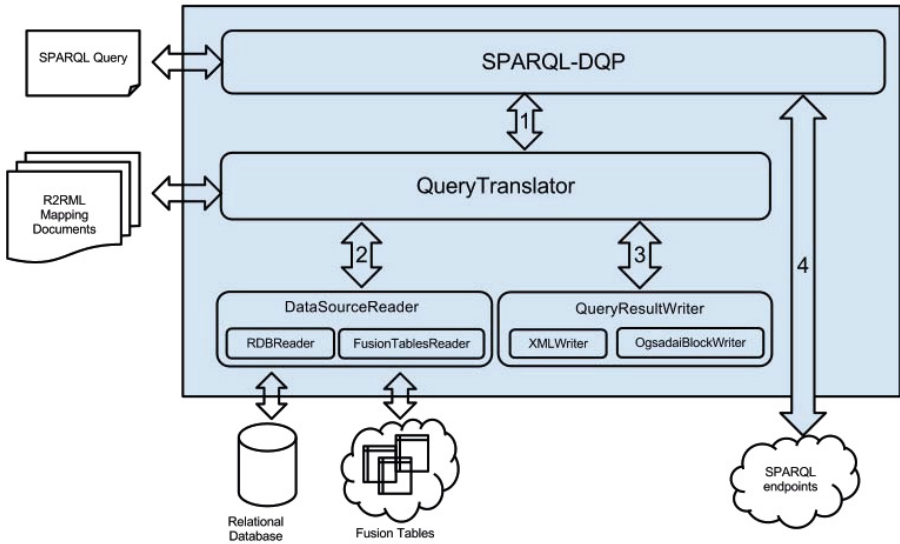 SPARQL Query
SPARQL-DQP
1
R2RML
Mapping
Documents
QueryTranslator
2
3
4
DataSourceReader
QueryResultWriter
RDBReader
FusionTablesReader
XMLWriter
OgsadaiBlockWriter
SPARQL
endpoints
Relational
Database
Fusion Tables